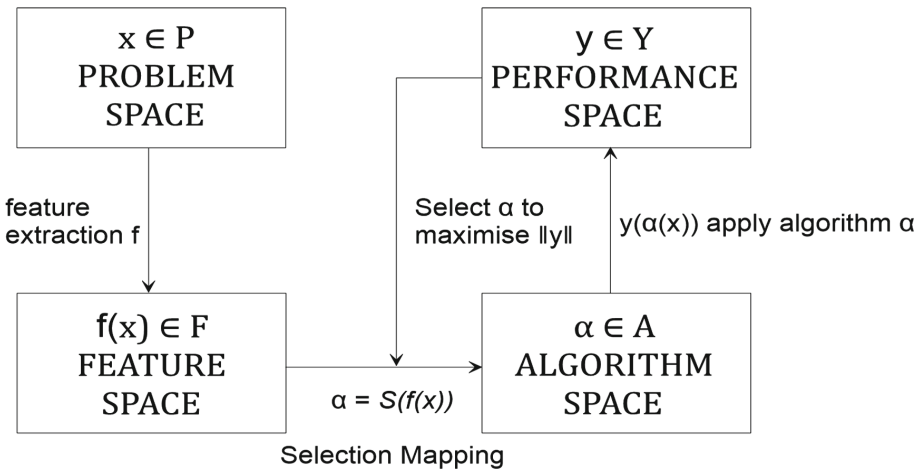 x ∈ P
PROBLEM
SPACE
y ∈ Y
PERFORMANCE
SPACE
feature
extraction f
Select α to
maximise ‖y‖
y(α(x)) apply algorithm α
f(x) ∈ F
FEATURE
SPACE
α = S(f(x))
α ∈ A
ALGORITHM
SPACE
Selection Mapping